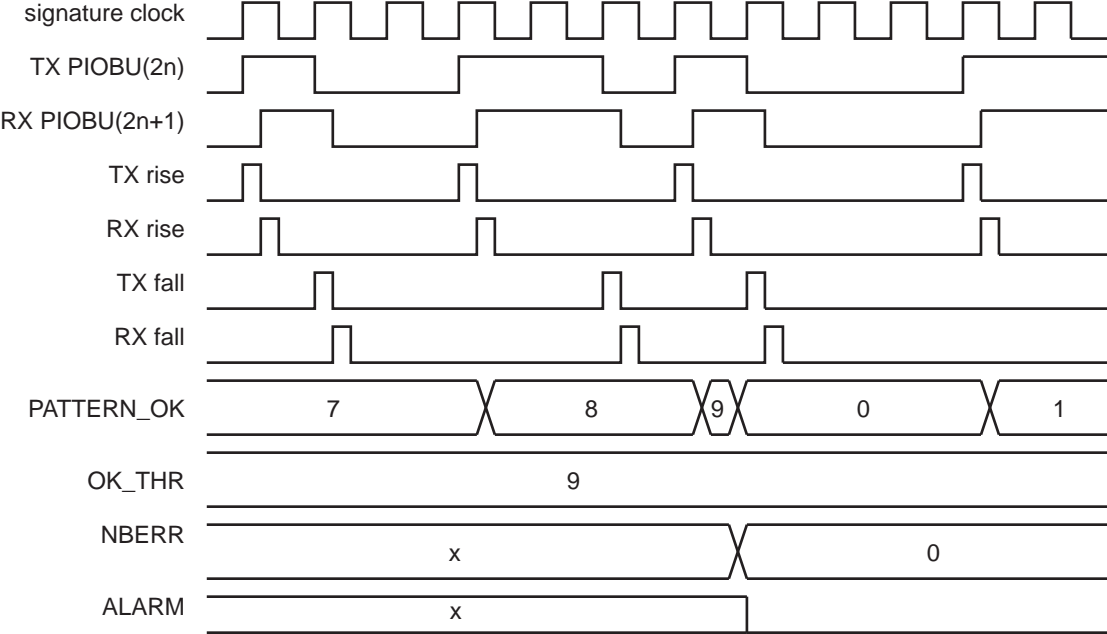 signature clock
TX PIOBU(2n)
RX PIOBU(2n+1)
TX rise
RX rise
TX fall
RX fall
PATTERN_OK 7 8 9 0 1
OK_THR 9
NBERR x 0
ALARM x